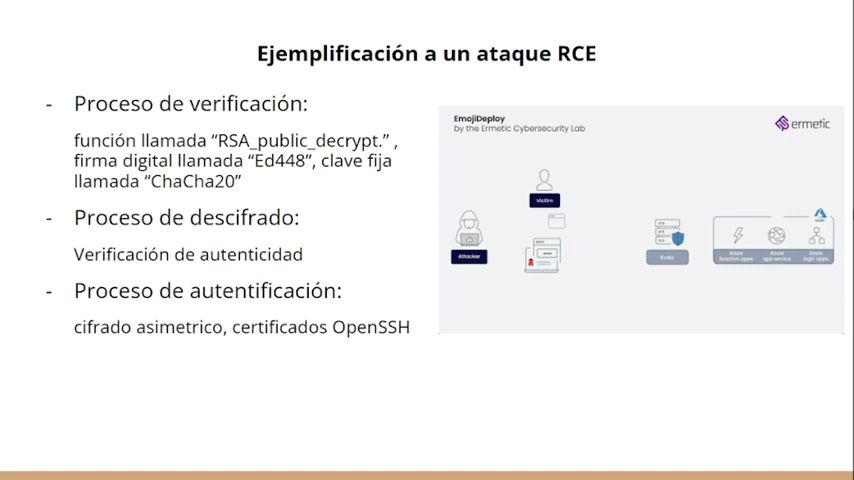 Ejemplificación a un ataque RCE
- Proceso de verificación:
función llamada “RSA_public_decrypt.” ,
firma digital llamada “Ed448”, clave fija
llamada “ChaCha20”
- Proceso de descifrado:
Verificación de autenticidad
- Proceso de autentificación:
cifrado asimetrico, certificados OpenSSH
EmojiDeploy
by the Ermetic Cybersecurity Lab
ermetic
Victim
Attacker
Kudu
Azure
function apps
Azure
app service
Azure
logic apps